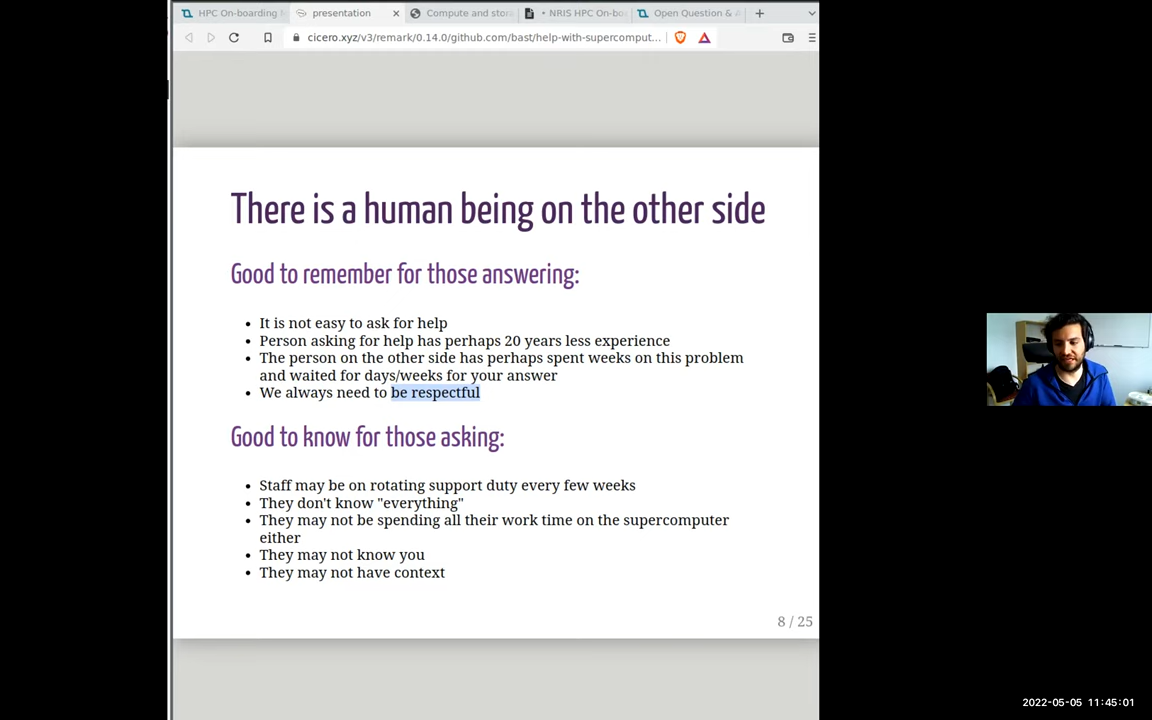 HPC On-boarding
presentation
Compute and stor
• NRIS HPC On-bo
Open Question &
cicero.xyz/v3/remark/0.14.0/github.com/bast/help-with-supercomput...
There is a human being on the other side
Good to remember for those answering:
• It is not easy to ask for help
• Person asking for help has perhaps 20 years less experience
• The person on the other side has perhaps spent weeks on this problem
and waited for days/weeks for your answer
• We always need to be respectful
Good to know for those asking:
• Staff may be on rotating support duty every few weeks
• They don't know "everything"
• They may not be spending all their work time on the supercomputer
either
• They may not know you
• They may not have context
8 / 25
2022-05-05 11:45:01